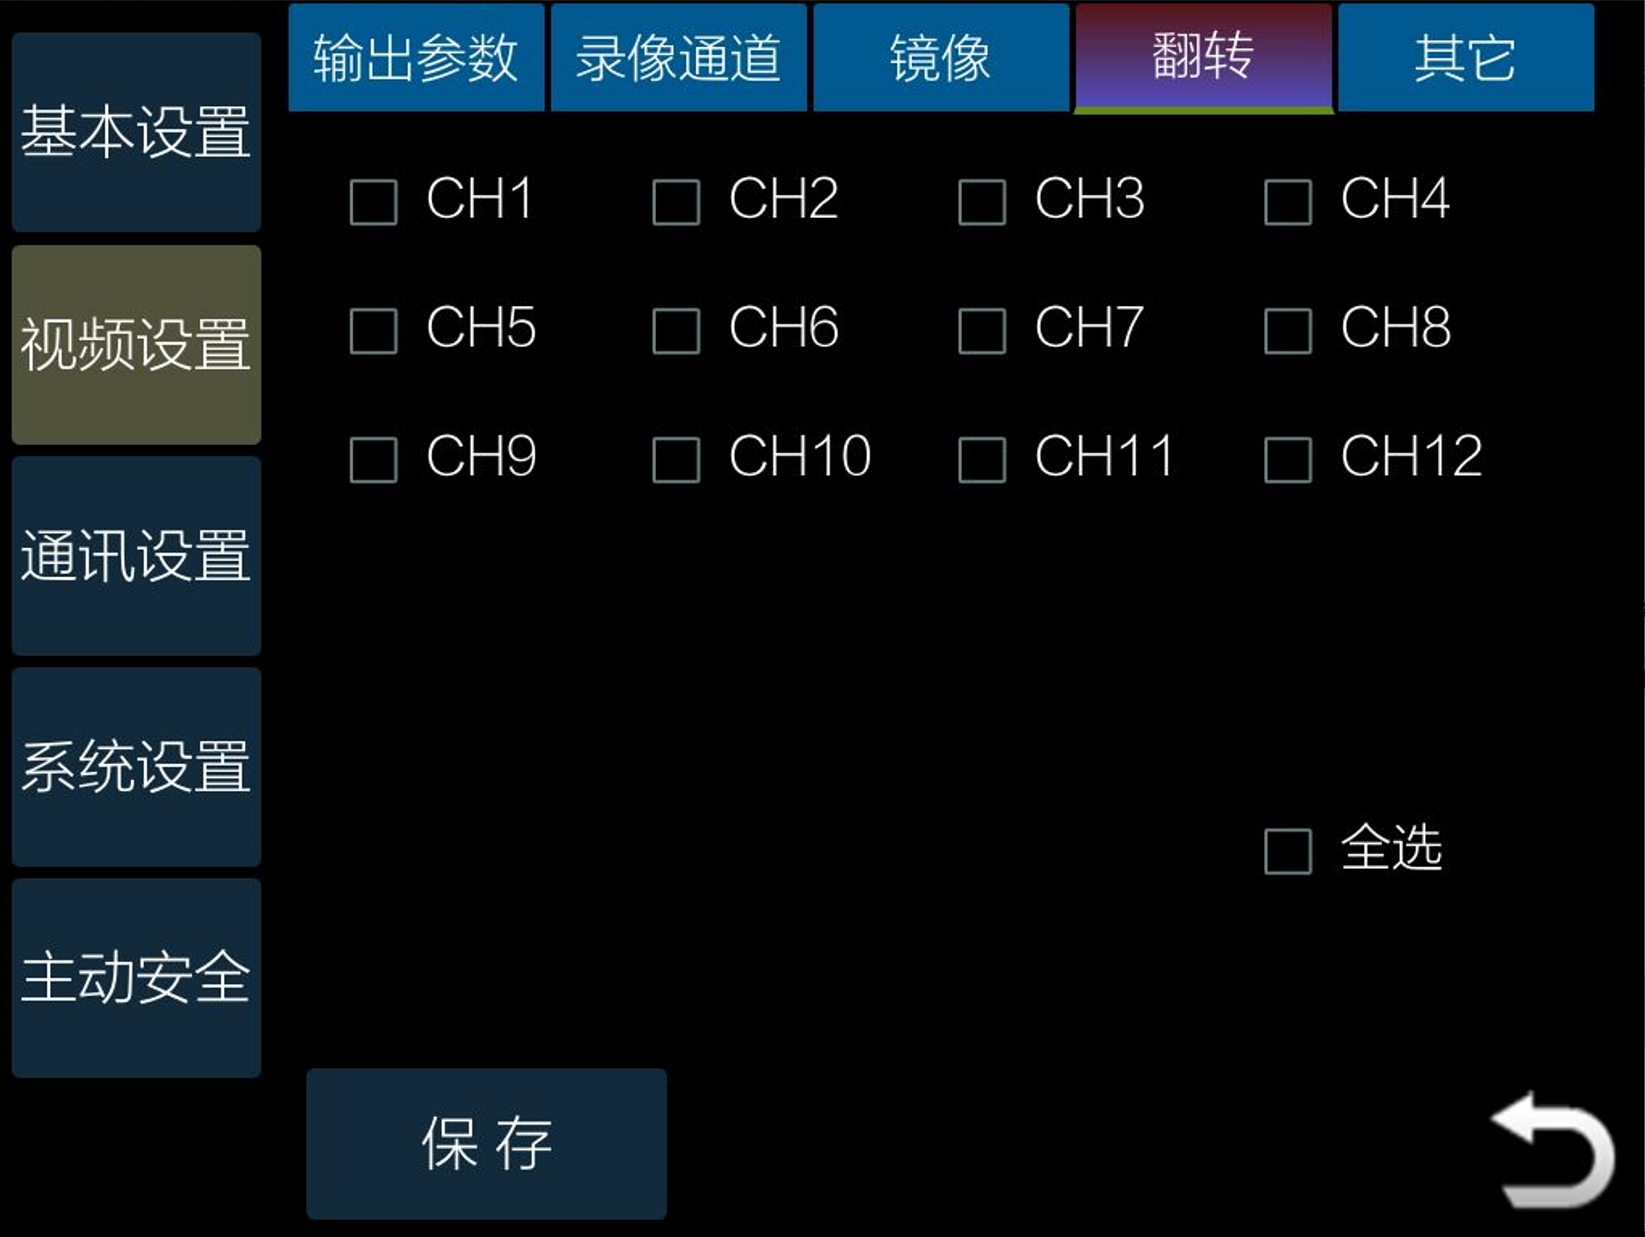 输出参数 录像通道 镜像 翻转 其它
基本设置
视频设置
通讯设置
系统设置
主动安全
CH1 CH2 CH3 CH4
CH5 CH6 CH7 CH8
CH9 CH10 CH11 CH12
全选
保存